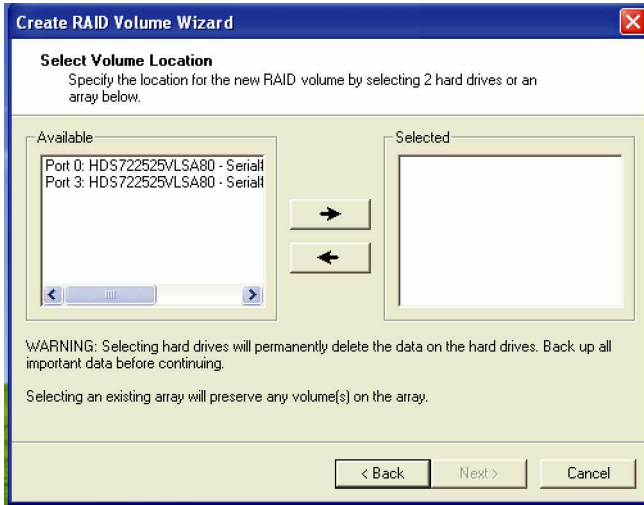 Create RAID Volume Wizard
Select Volume Location
Specify the location for the new RAID volume by selecting 2 hard drives or an
array below.
Available
Port 0: HDS722525VLSA80 - Serial
Port 3: HDS722525VLSA80 - Serial
Selected
WARNING: Selecting hard drives will permanently delete the data on the hard drives. Back up all
important data before continuing.
Selecting an existing array will preserve any volume(s) on the array.
< Back
Next >
Cancel